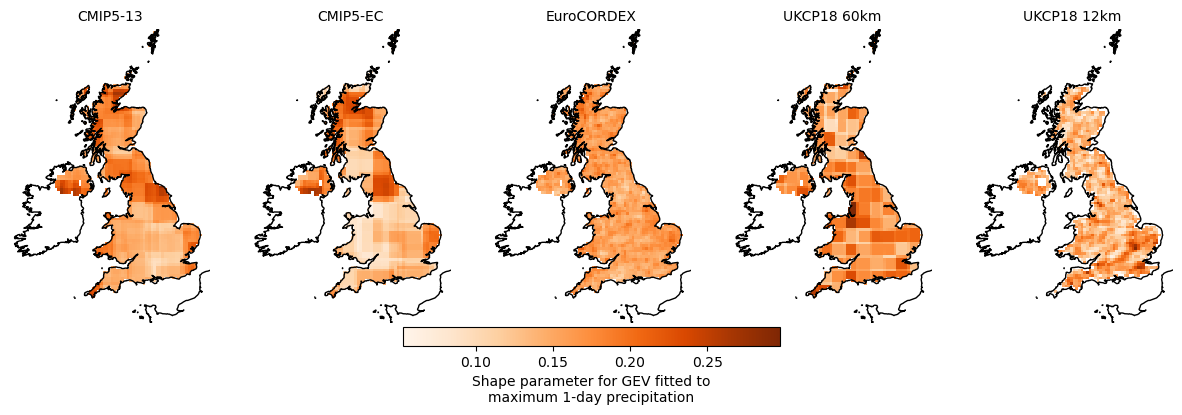 CMIP5-13
CMIP5-EC
EuroCORDEX
UKCP18 60km
UKCP18 12km
0.10
0.15
0.20
0.25
Shape parameter for GEV fitted to
maximum 1-day precipitation